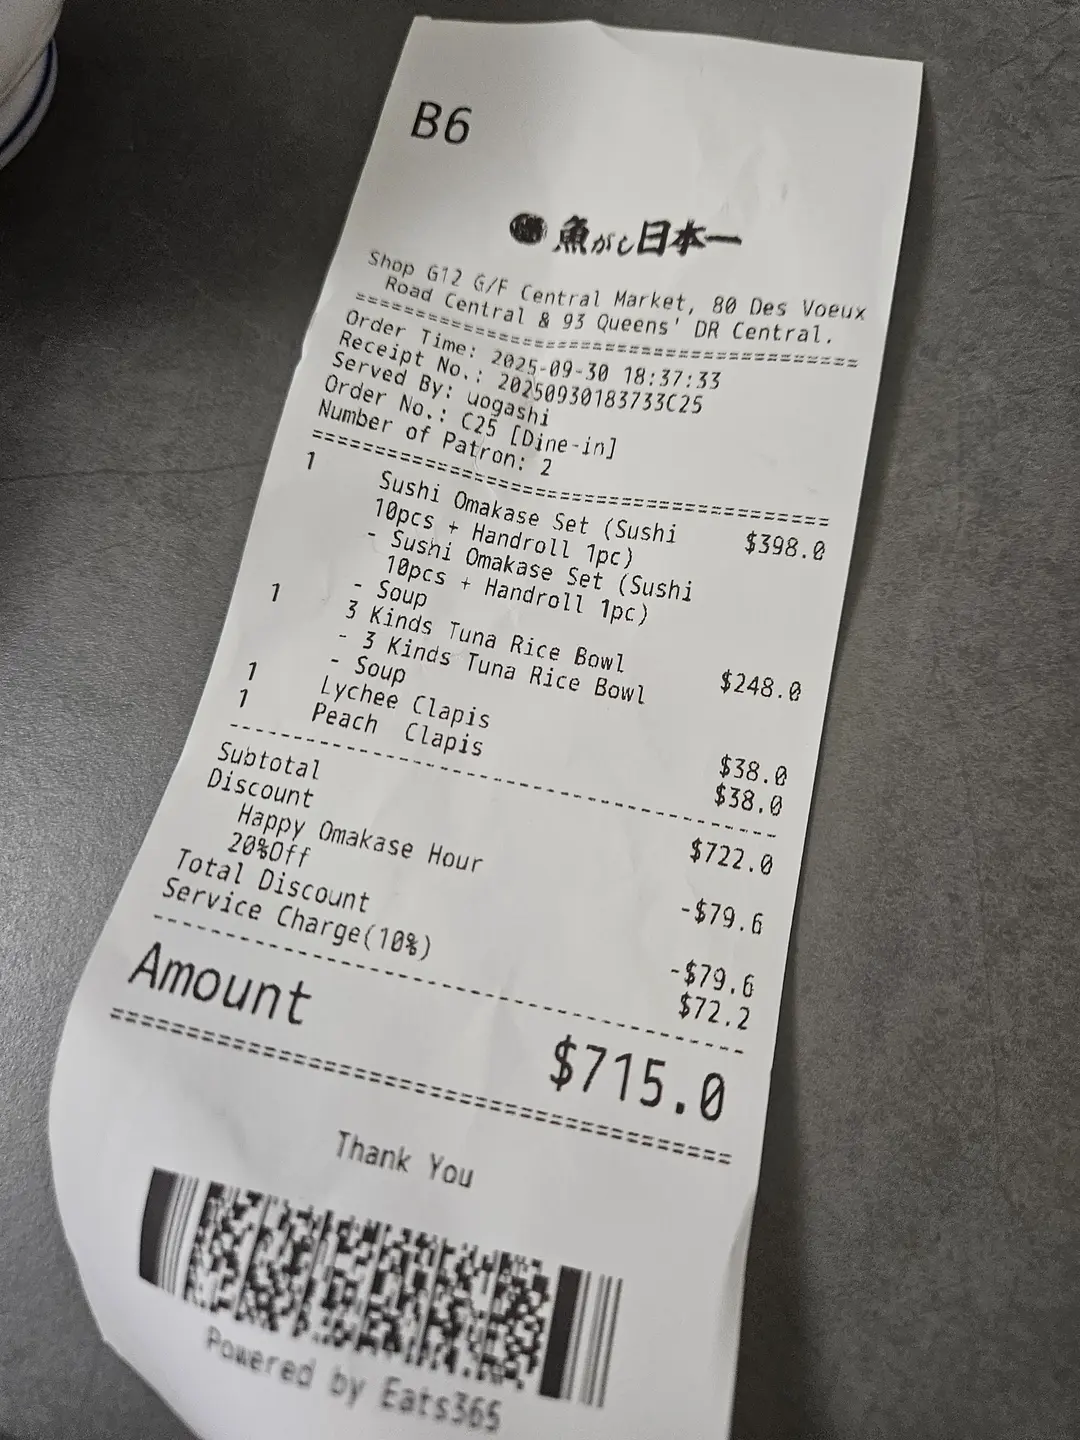 B6
魚がし日本一
Shop G12 G/F Central Market, 80 Des Voeux
Road Central & 93 Queens' DR Central.
=========================================
Order Time: 2025-09-30 18:37:33
Receipt No.: 20250930183733C25
Served By: uogashi
Order No.: C25 [Dine-in]
Number of Patron: 2
=========================================
1 Sushi Omakase Set (Sushi $398.0
10pcs + Handroll 1pc)
- Sushi Omakase Set (Sushi
10pcs + Handroll 1pc)
- Soup
1 3 Kinds Tuna Rice Bowl $248.0
- 3 Kinds Tuna Rice Bowl
- Soup
1 Lychee Clapis $38.0
1 Peach Clapis $38.0
-----------------------------------------
Subtotal $722.0
Discount
Happy Omakase Hour -$79.6
20%Off
Total Discount -$79.6
Service Charge(10%) $72.2
-----------------------------------------
Amount $715.0
=========================================
Thank You
Powered by Eats365